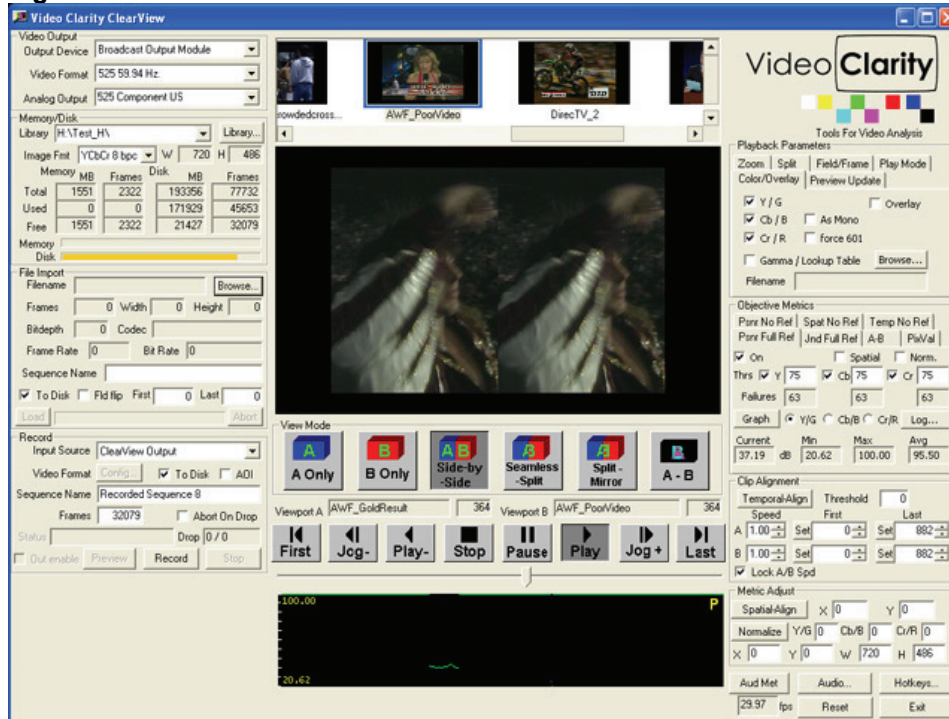 Video Clarity ClearView
Video Output
Output Device Broadcast Output Module
Video Format 525 59.94 Hz.
Analog Output 525 Component US
Memory/Disk
Library H:\Test_H\ Library...
Image Fmt YCbCr 8 bpc W 720 H 486
Memory MB Frames Disk MB Frames
Total 1551 2322 193356 77732
Used 0 0 171929 45653
Free 1551 2322 21427 32079
Memory
Disk
File Import
Filename Browse...
Frames 0 Width 0 Height 0
Bitdepth 0 Codec
Frame Rate 0 Bit Rate 0
Sequence Name
To Disk Fld flip First 0 Last 0
Load Abort
Record
Input Source ClearView Output
Video Format Config... To Disk AOI
Sequence Name Recorded Sequence 8
Frames 32079 Abort On Drop
Status Drop 0 / 0
Out enable Preview Record Stop
rowdedcross... AWF_PoorVideo DirecTV_2
View Mode
A A Only
B B Only
AB Side-by-Side
Seamless-Split
Split-Mirror
A - B
Viewport A AWF_GoldResult 364 Viewport B AWF_PoorVideo 364
First Jog- Play- Stop Pause Play Jog + Last
100.00
P
20.62
Video Clarity
Tools For Video Analysis
Playback Parameters
Zoom Split Field/Frame Play Mode
Color/Overlay Preview Update
Y / G Overlay
Cb / B As Mono
Cr / R force 601
Gamma / Lookup Table Browse...
Filename
Objective Metrics
Psnr No Ref Spat No Ref Temp No Ref
Psnr Full Ref Jnd Full Ref A-B PixVal
On Spatial Norm.
Thrs Y 75 Cb 75 Cr 75
Failures 63 63 63
Graph Y/G Cb/B Cr/R Log...
Current Min Max Avg
37.19 dB 20.62 100.00 95.50
Clip Alignment
Temporal-Align Threshold 0
Speed First Last
A 1.00 Set 0 Set 882
B 1.00 Set 0 Set 882
Lock A/B Spd
Metric Adjust
Spatial-Align X 0 Y 0
Normalize Y/G 0 Cb/B 0 Cr/R 0
X 0 Y 0 W 720 H 486
Aud Met Audio... Hotkeys...
29.97 fps Reset Exit